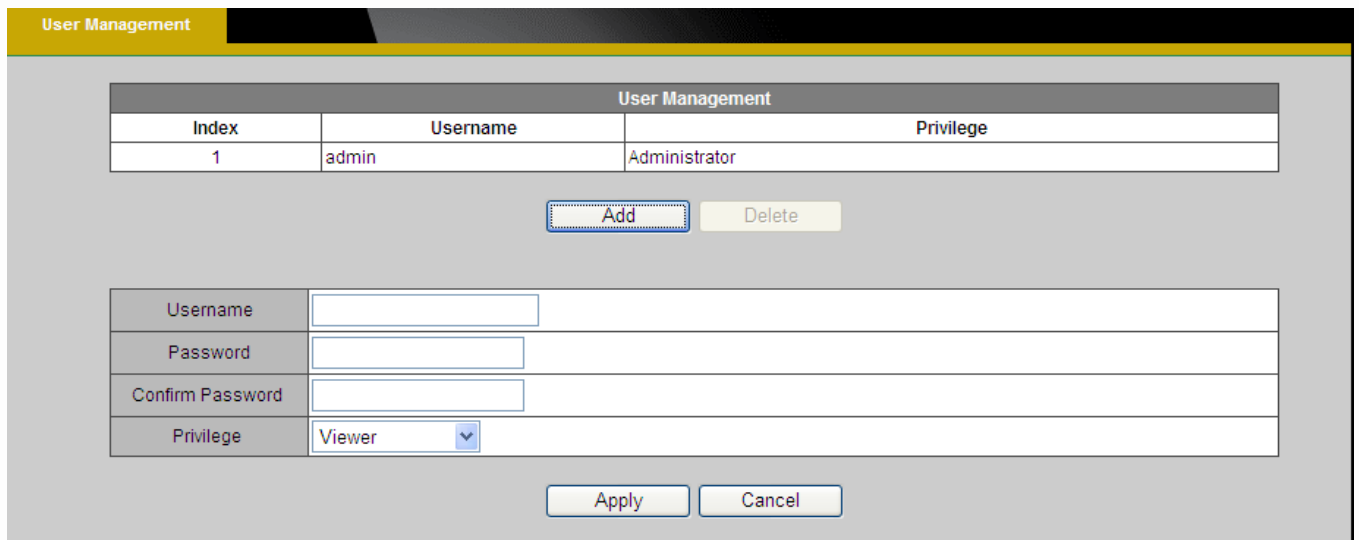 User Management
User Management
Index Username Privilege
1 admin Administrator
Add Delete
Username
Password
Confirm Password
Privilege Viewer
Apply Cancel